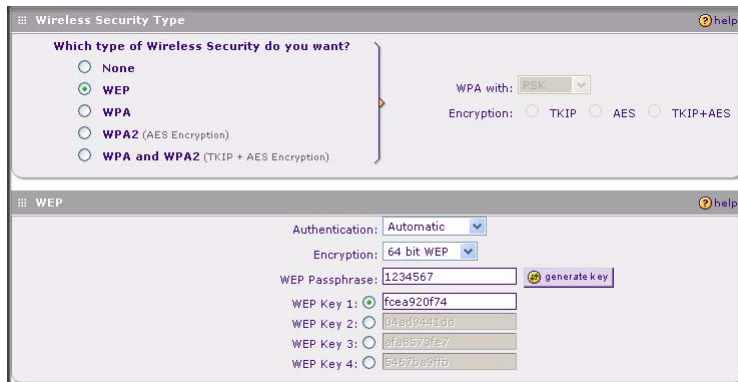 Wireless Security Type
help
Which type of Wireless Security do you want?
None
WEP
WPA
WPA2 (AES Encryption)
WPA and WPA2 (TKIP + AES Encryption)
WPA with: PSK
Encryption: TKIP AES TKIP+AES
WEP
help
Authentication: Automatic
Encryption: 64 bit WEP
WEP Passphrase: 1234567 generate key
WEP Key 1: fcea920f74
WEP Key 2: 04ed9441dd
WEP Key 3:
WEP Key 4: 5467ba9ffb